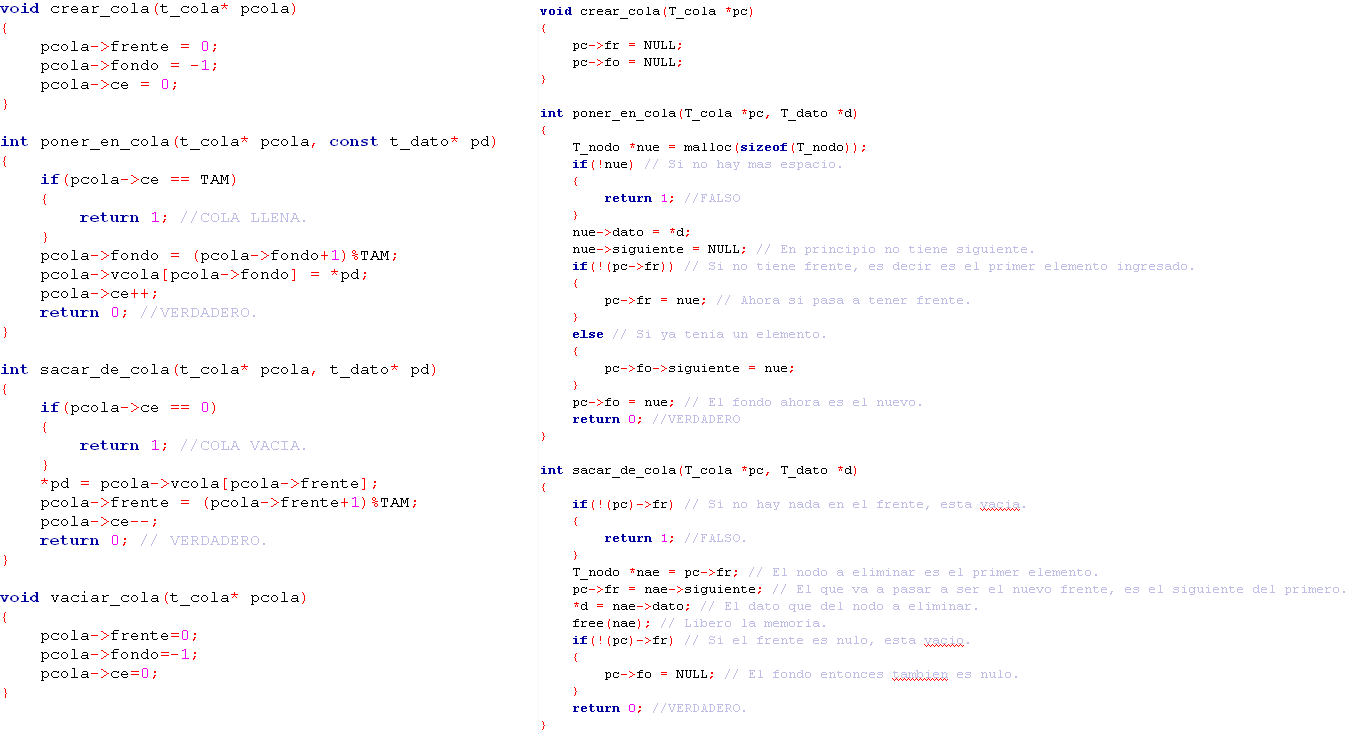 void crear_cola(t_cola* pcola)
{
    pcola->frente = 0;
    pcola->fondo = -1;
    pcola->ce = 0;
}

int poner_en_cola(t_cola* pcola, const t_dato* pd)
{
    if(pcola->ce == TAM)
    {
        return 1; //COLA LLENA.
    }
    pcola->fondo = (pcola->fondo+1)%TAM;
    pcola->vcola[pcola->fondo] = *pd;
    pcola->ce++;
    return 0; //VERDADERO.
}

int sacar_de_cola(t_cola* pcola, t_dato* pd)
{
    if(pcola->ce == 0)
    {
        return 1; //COLA VACIA.
    }
    *pd = pcola->vcola[pcola->frente];
    pcola->frente = (pcola->frente+1)%TAM;
    pcola->ce--;
    return 0; // VERDADERO.
}

void vaciar_cola(t_cola* pcola)
{
    pcola->frente=0;
    pcola->fondo=-1;
    pcola->ce=0;
}

void crear_cola(T_cola *pc)
{
    pc->fr = NULL;
    pc->fo = NULL;
}

int poner_en_cola(T_cola *pc, T_dato *d)
{
    T_nodo *nue = malloc(sizeof(T_nodo));
    if(!nue) // Si no hay mas espacio.
    {
        return 1; //FALSO
    }
    nue->dato = *d;
    nue->siguiente = NULL; // En principio no tiene siguiente.
    if(!(pc->fr)) // Si no tiene frente, es decir es el primer elemento ingresado.
    {
        pc->fr = nue; // Ahora si pasa a tener frente.
    }
    else // Si ya tenia un elemento.
    {
        pc->fo->siguiente = nue;
    }
    pc->fo = nue; // El fondo ahora es el nuevo.
    return 0; //VERDADERO
}

int sacar_de_cola(T_cola *pc, T_dato *d)
{
    if(!(pc)->fr) // Si no hay nada en el frente, esta vacia.
    {
        return 1; //FALSO.
    }
    T_nodo *nae = pc->fr; // El nodo a eliminar es el primer elemento.
    pc->fr = nae->siguiente; // El que va a pasar a ser el nuevo frente, es el siguiente del primero.
    *d = nae->dato; // El dato que del nodo a eliminar.
    free(nae); // Libero la memoria.
    if(!(pc)->fr) // Si el frente es nulo, esta vacio.
    {
        pc->fo = NULL; // El fondo entonces tambien es nulo.
    }
    return 0; //VERDADERO.
}